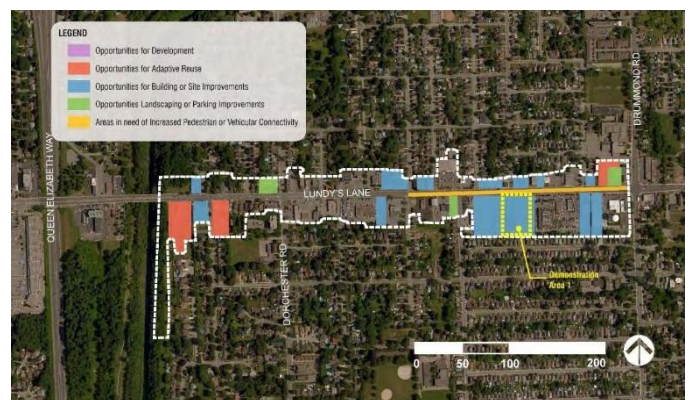 LEGEND
Opportunities for Development
Opportunities for Adaptive Reuse
Opportunities for Building or Site Improvements
Opportunities Landscaping or Parking Improvements
Areas in need of Increased Pedestrian or Vehicular Connectivity
QUEEN ELIZABETH WAY
LUNDY'S LANE
DORCHESTER RD
DRUMMOND RD
Demonstration
Area 1
0 50 100 200